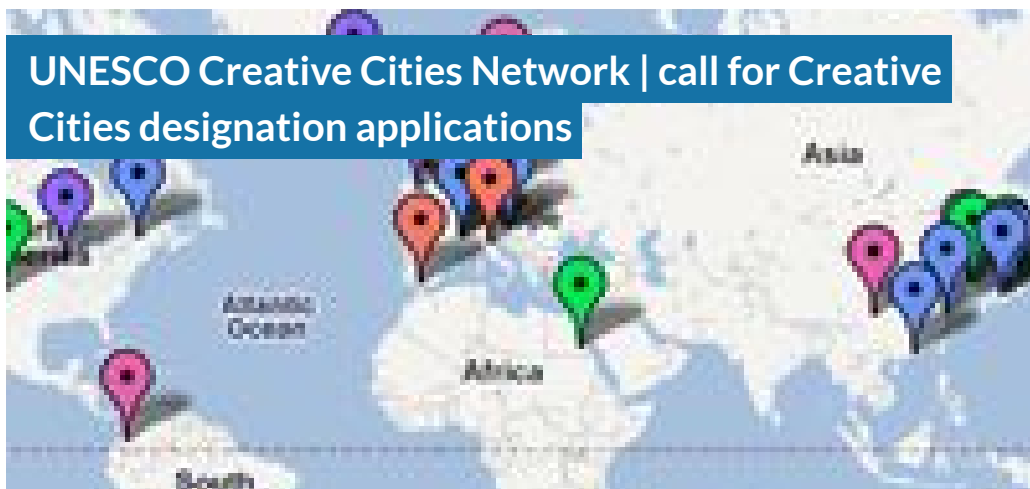 UNESCO Creative Cities Network | call for Creative
Cities designation applications
Asia
Atlantic
Ocean
Africa
South